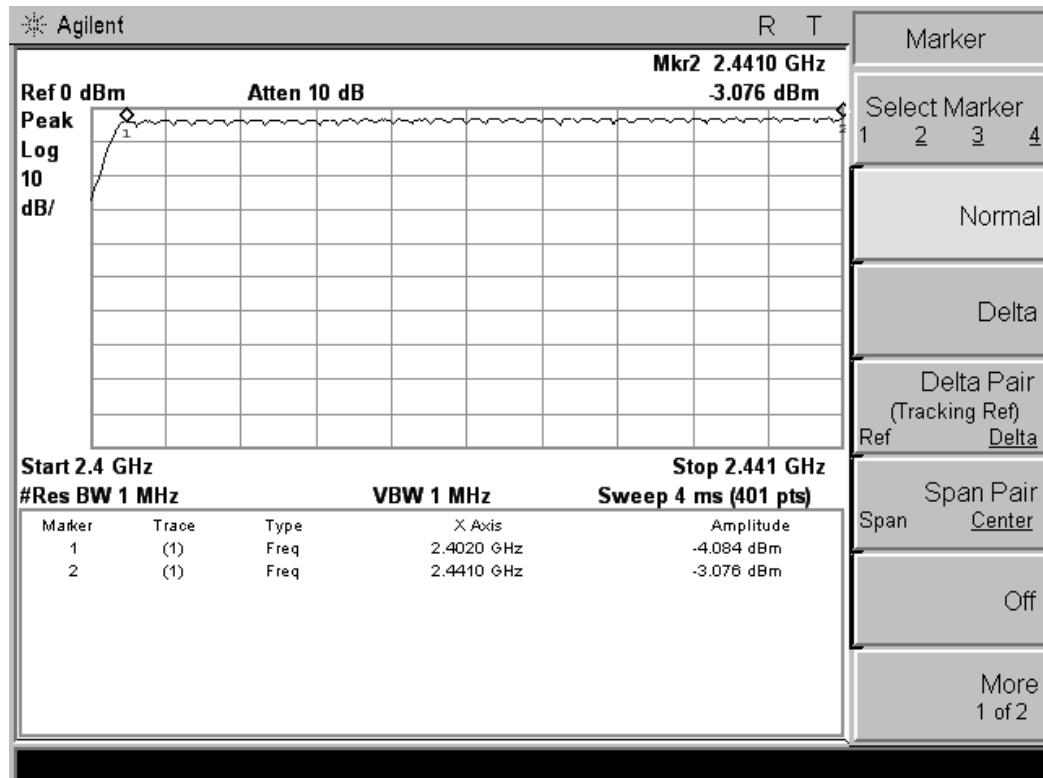 Agilent R T
Mkr2 2.4410 GHz
Ref 0 dBm Atten 10 dB -3.076 dBm
Peak
Log
10
dB/
1
2
Start 2.4 GHz Stop 2.441 GHz
#Res BW 1 MHz VBW 1 MHz Sweep 4 ms (401 pts)
Marker Trace Type X Axis Amplitude
1 (1) Freq 2.4020 GHz -4.084 dBm
2 (1) Freq 2.4410 GHz -3.076 dBm
Marker
Select Marker
1 2 3 4
Normal
Delta
Delta Pair
(Tracking Ref)
Ref Delta
Span Pair
Span Center
Off
More
1 of 2